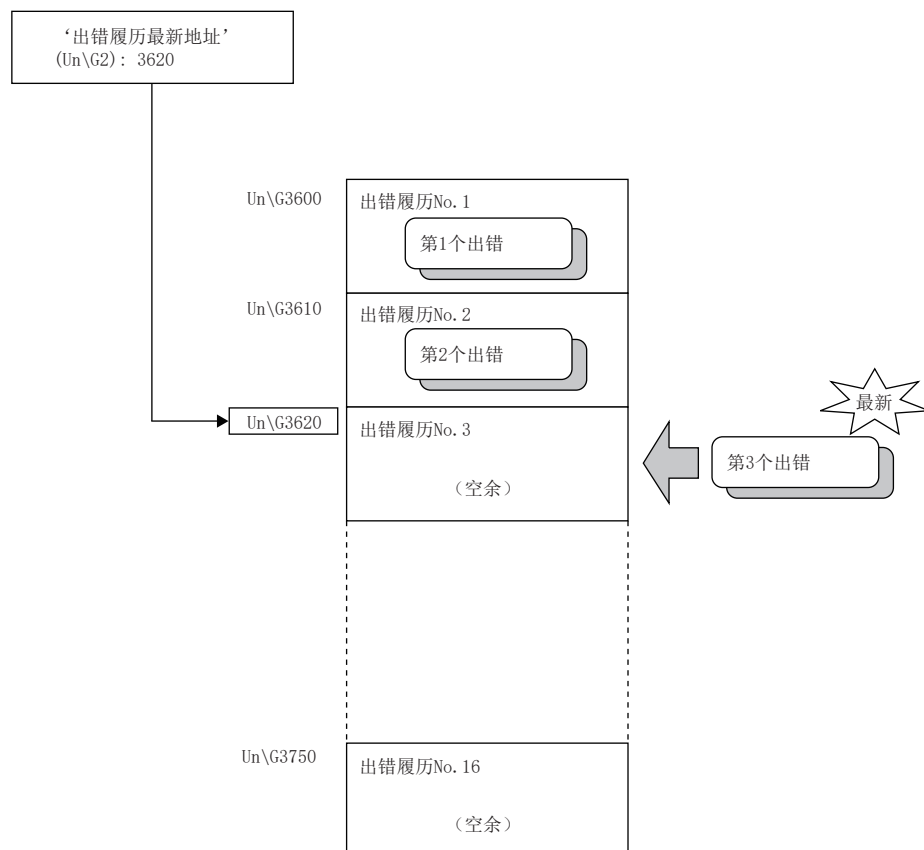 ‘出错履历最新地址’
(Un\G2): 3620
Un\G3600
出错履历No.1
第1个出错
Un\G3610
出错履历No.2
第2个出错
Un\G3620
出错履历No.3
（空余）
最新
第3个出错
Un\G3750
出错履历No.16
（空余）